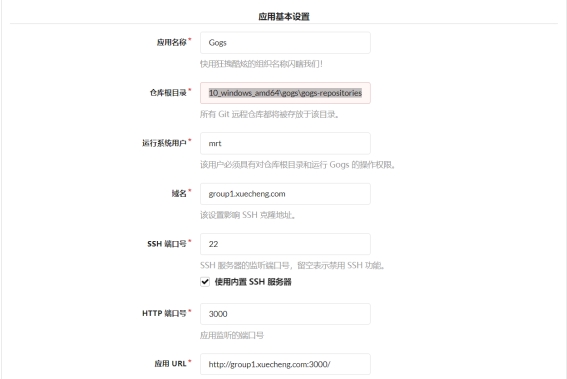 应用基本设置
应用名称* Gogs
快用狂拽酷炫的组织名称闪瞎我们!
仓库根目录* 10_windows_amd64\gogs\gogs-repositories
所有 Git 远程仓库都将被存放于该目录。
运行系统用户* mrt
该用户必须具有对仓库根目录和运行 Gogs 的操作权限。
域名* group1.xuecheng.com
该设置影响 SSH 克隆地址。
SSH 端口号* 22
SSH 服务器的监听端口号，留空表示禁用 SSH 功能。
使用内置 SSH 服务器
HTTP 端口号* 3000
应用监听的端口号
应用 URL* http://group1.xuecheng.com:3000/